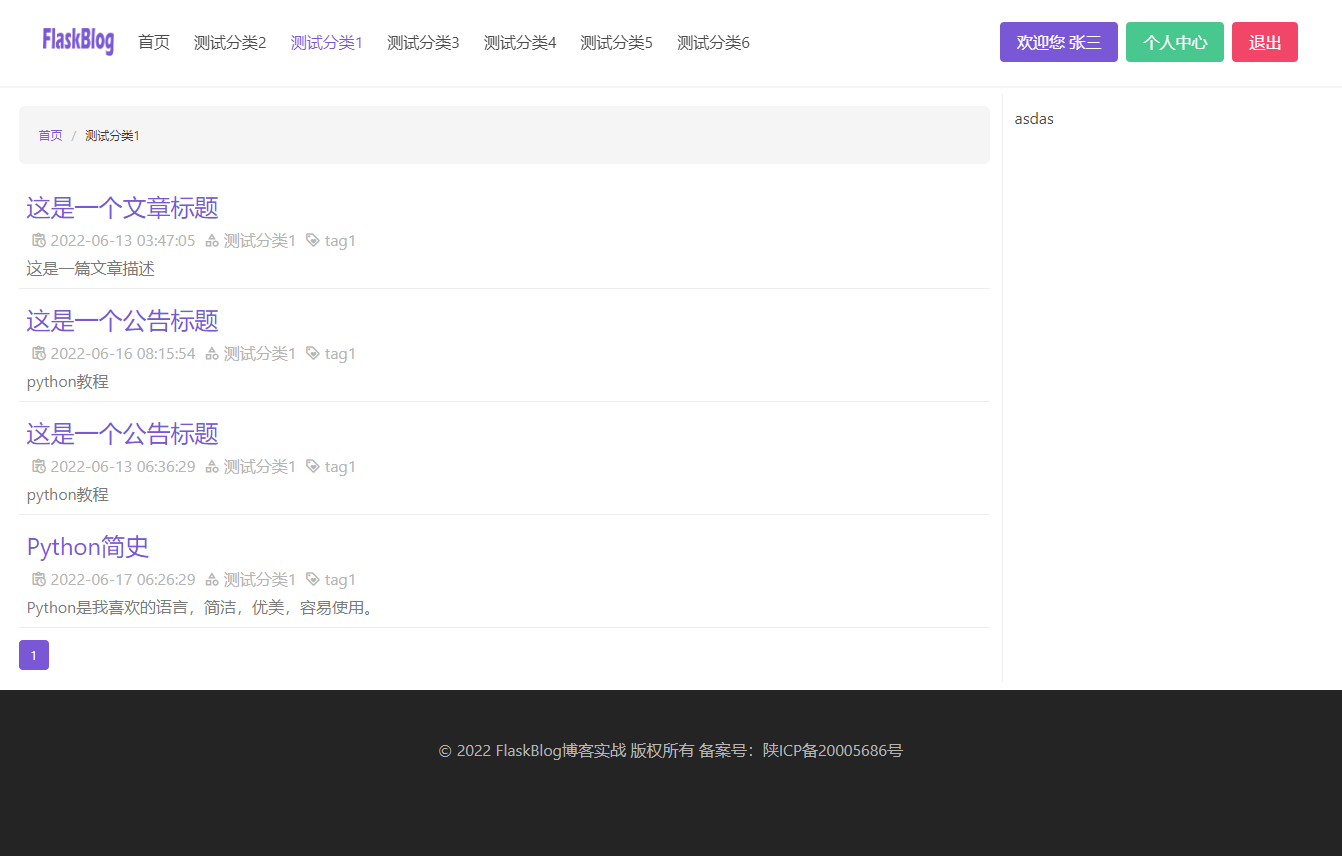 FlaskBlog 首页 测试分类2 测试分类1 测试分类3 测试分类4 测试分类5 测试分类6 欢迎您 张三 个人中心 退出
首页 / 测试分类1
asdas
这是一个文章标题
2022-06-13 03:47:05 测试分类1 tag1
这是一篇文章描述
这是一个公告标题
2022-06-16 08:15:54 测试分类1 tag1
python教程
这是一个公告标题
2022-06-13 06:36:29 测试分类1 tag1
python教程
Python简史
2022-06-17 06:26:29 测试分类1 tag1
Python是我喜欢的语言，简洁，优美，容易使用。
1
© 2022 FlaskBlog博客实战 版权所有 备案号：陕ICP备20005686号